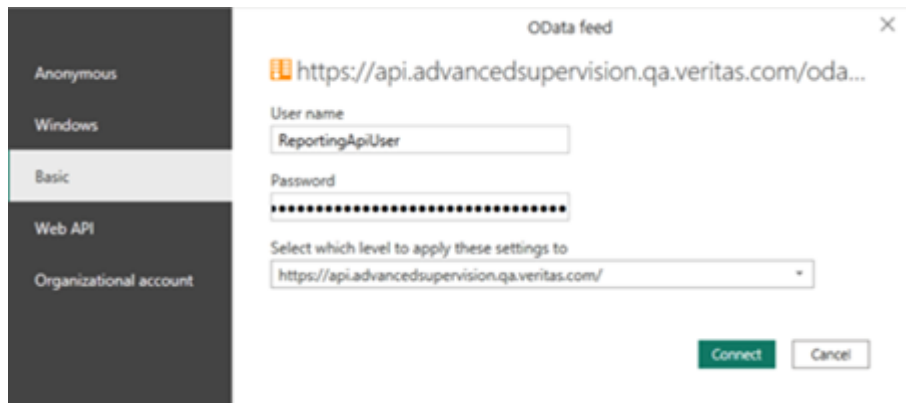 OData feed
Anonymous
Windows
Basic
Web API
Organizational account
https://api.advancedsupervision.qa.veritas.com/oda...
User name
ReportingApiUser
Password
Select which level to apply these settings to
https://api.advancedsupervision.qa.veritas.com/
Connect
Cancel